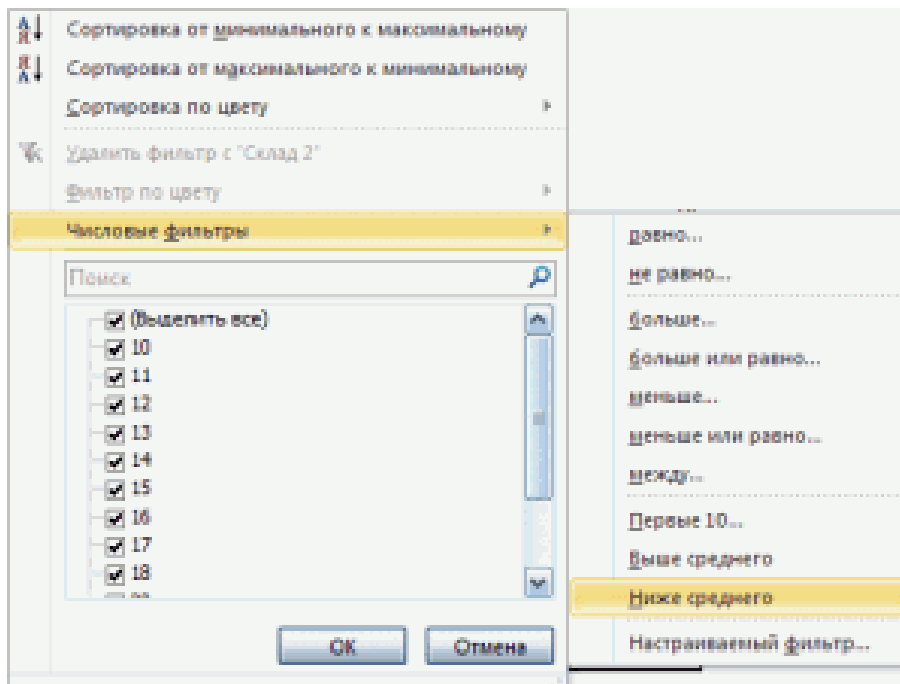 Сортировка от минимального к максимальному
Сортировка от максимального к минимальному
Сортировка по цвету
Удалить фильтр с "Склад 2"
Фильтр по цвету
Числовые фильтры
Поиск
(Выделить все)
10
11
12
13
14
15
16
17
18
ОК
Отмена
равно...
не равно...
больше...
больше или равно...
меньше...
меньше или равно...
между...
Первые 10...
Выше среднего
Ниже среднего
Настраиваемый фильтр...